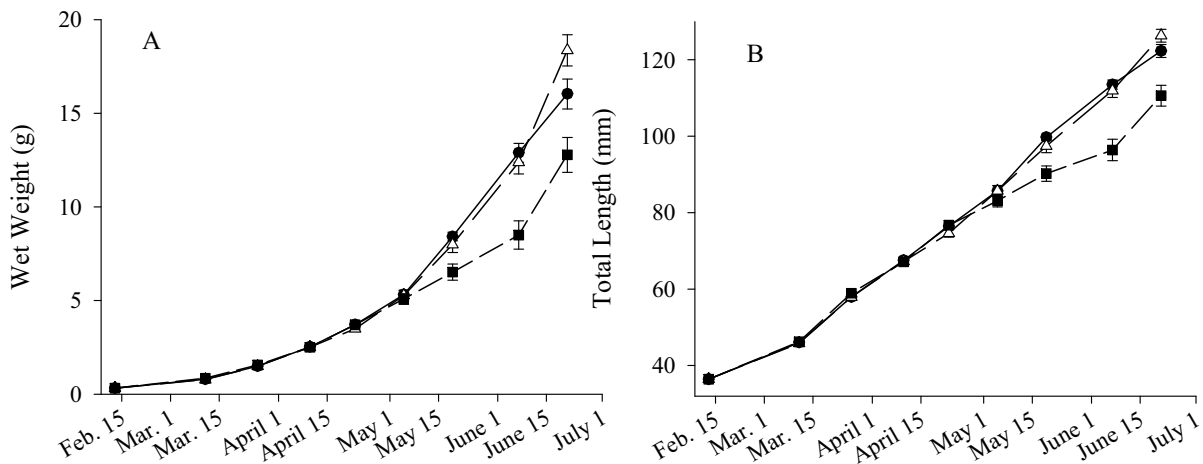 A
20
15
10
5
0
Wet Weight (g)
Feb. 15
Mar. 1
Mar. 15
April 1
April 15
May 1
May 15
June 1
June 15
July 1
B
120
100
80
60
40
Total Length (mm)
Feb. 15
Mar. 1
Mar. 15
April 1
April 15
May 1
May 15
June 1
June 15
July 1